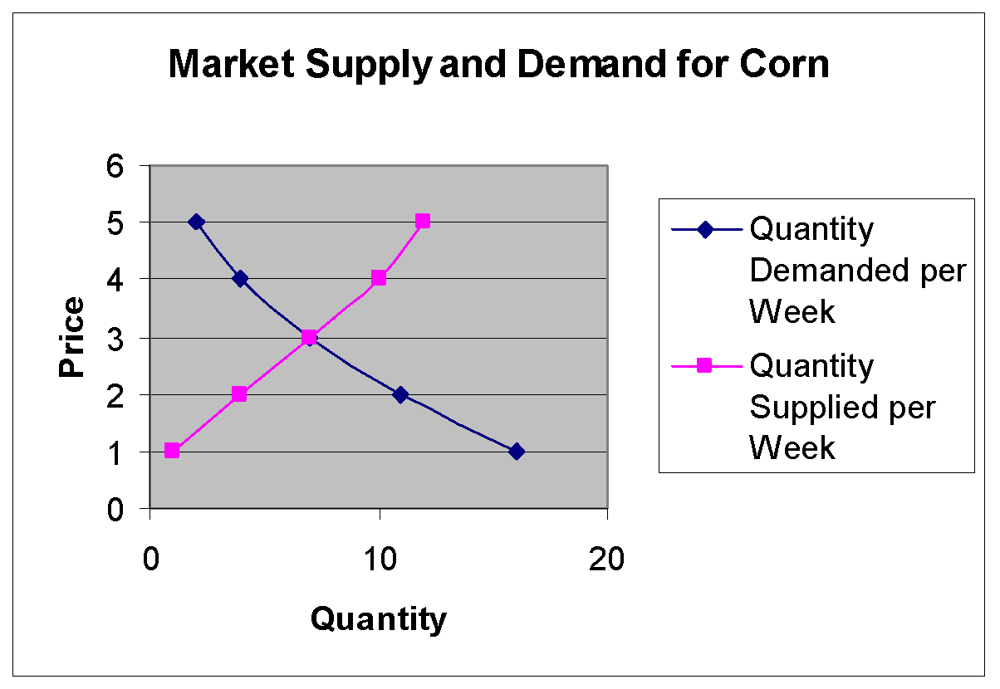 Market Supply and Demand for Corn
6
5
4
3
2
1
0
Price
0 10 20
Quantity
Quantity
Demanded per
Week
Quantity
Supplied per
Week